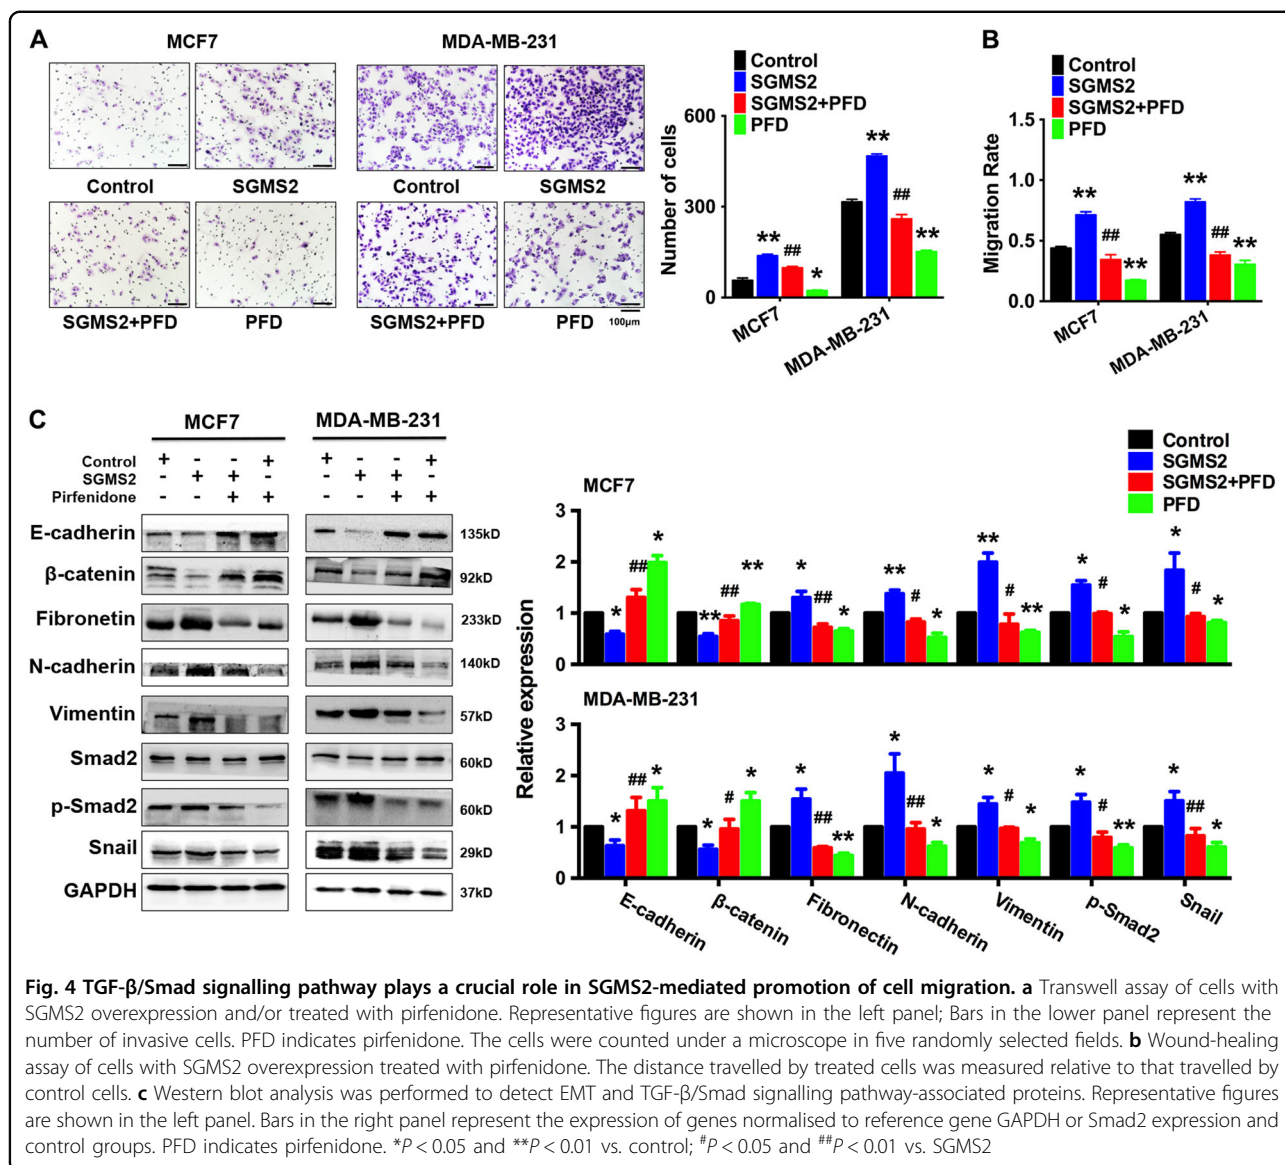 A
MCF7
MDA-MB-231
Control
SGMS2
Control
SGMS2
SGMS2+PFD
PFD
SGMS2+PFD
PFD
100μm
Control
SGMS2
SGMS2+PFD
PFD
Number of cells
600
300
0
** ## *
** ## **
MCF7
MDA-MB-231
B
Control
SGMS2
SGMS2+PFD
PFD
Migration Rate
1.5
1.0
0.5
0.0
** ## **
** ## **
MCF7
MDA-MB-231
C
MCF7
MDA-MB-231
Control + - - + + - - +
SGMS2 - + + - - + + -
Pirfenidone - - + + - - + +
E-cadherin 135kD
β-catenin 92kD
Fibronetin 233kD
N-cadherin 140kD
Vimentin 57kD
Smad2 60kD
p-Smad2 60kD
Snail 29kD
GAPDH 37kD
Control
SGMS2
SGMS2+PFD
PFD
Relative expression
MCF7
3
2
1
0
* ## * ** ## ** * ## * ** # * ** # ** * # * * # *
MDA-MB-231
3
2
1
0
* ## * * # * * ## ** * ## * * # * * # ** * ## *
E-cadherin
β-catenin
Fibronectin
N-cadherin
Vimentin
p-Smad2
Snail
Fig. 4 TGF-β/Smad signalling pathway plays a crucial role in SGMS2-mediated promotion of cell migration. a Transwell assay of cells with
SGMS2 overexpression and/or treated with pirfenidone. Representative figures are shown in the left panel; Bars in the lower panel represent the
number of invasive cells. PFD indicates pirfenidone. The cells were counted under a microscope in five randomly selected fields. b Wound-healing
assay of cells with SGMS2 overexpression treated with pirfenidone. The distance travelled by treated cells was measured relative to that travelled by
control cells. c Western blot analysis was performed to detect EMT and TGF-β/Smad signalling pathway-associated proteins. Representative figures
are shown in the left panel. Bars in the right panel represent the expression of genes normalised to reference gene GAPDH or Smad2 expression and
control groups. PFD indicates pirfenidone. *P < 0.05 and **P < 0.01 vs. control; #P < 0.05 and ##P < 0.01 vs. SGMS2